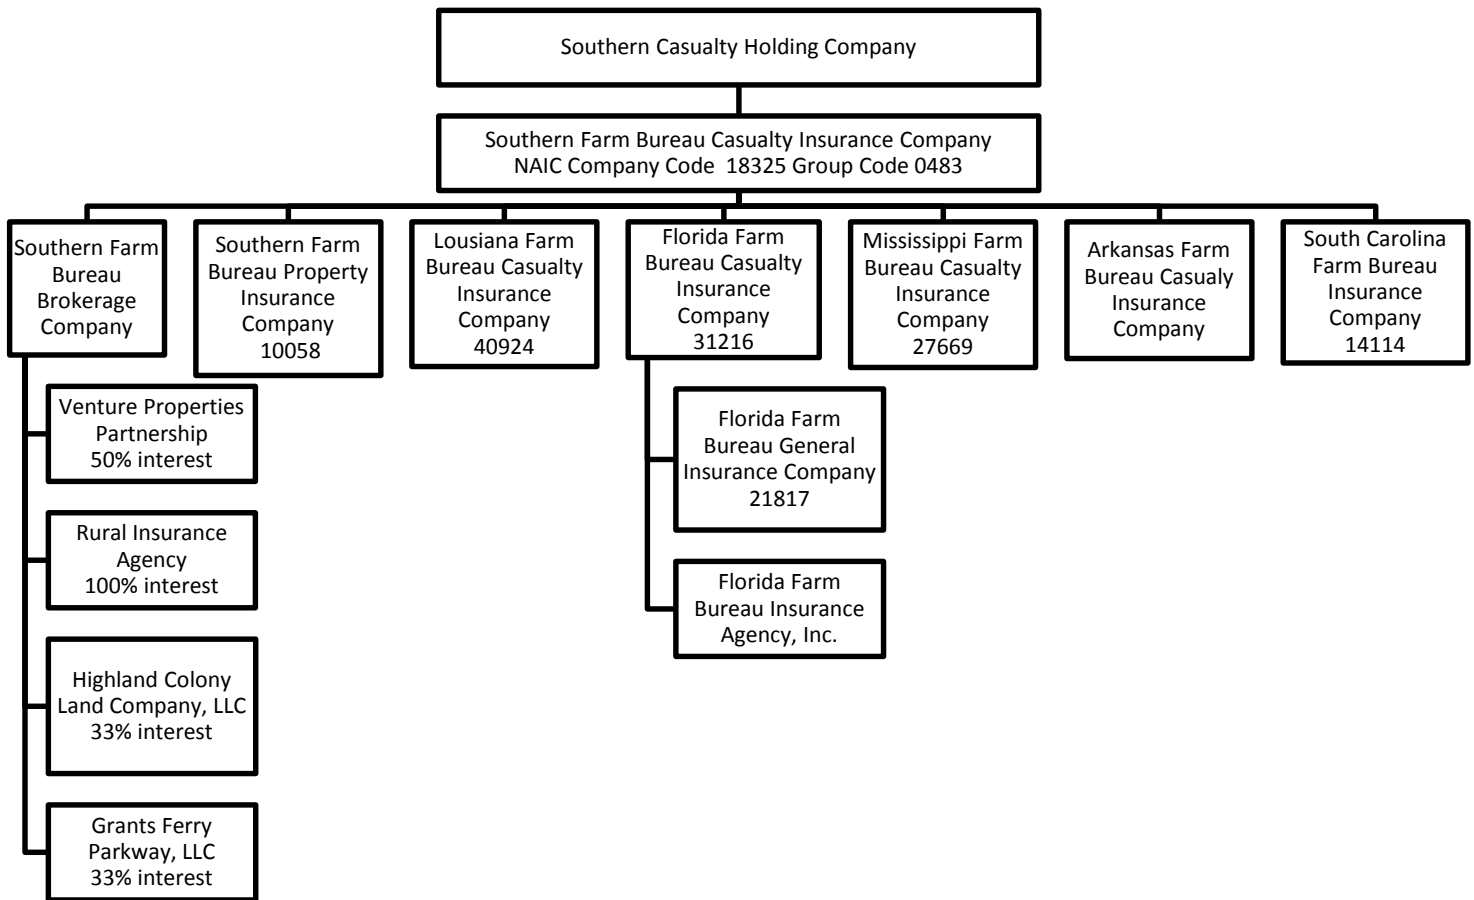 Southern Casualty Holding Company
Southern Farm Bureau Casualty Insurance Company
NAIC Company Code  18325 Group Code 0483
Southern Farm
Bureau
Brokerage
Company
Southern Farm
Bureau Property
Insurance
Company
10058
Lousiana Farm
Bureau Casualty
Insurance
Company
40924
Florida Farm
Bureau Casualty
Insurance
Company
31216
Mississippi Farm
Bureau Casualty
Insurance
Company
27669
Arkansas Farm
Bureau Casualy
Insurance
Company
South Carolina
Farm Bureau
Insurance
Company
14114
Venture Properties
Partnership
50% interest
Rural Insurance
Agency
100% interest
Highland Colony
Land Company, LLC
33% interest
Grants Ferry
Parkway, LLC
33% interest
Florida Farm
Bureau General
Insurance Company
21817
Florida Farm
Bureau Insurance
Agency, Inc.